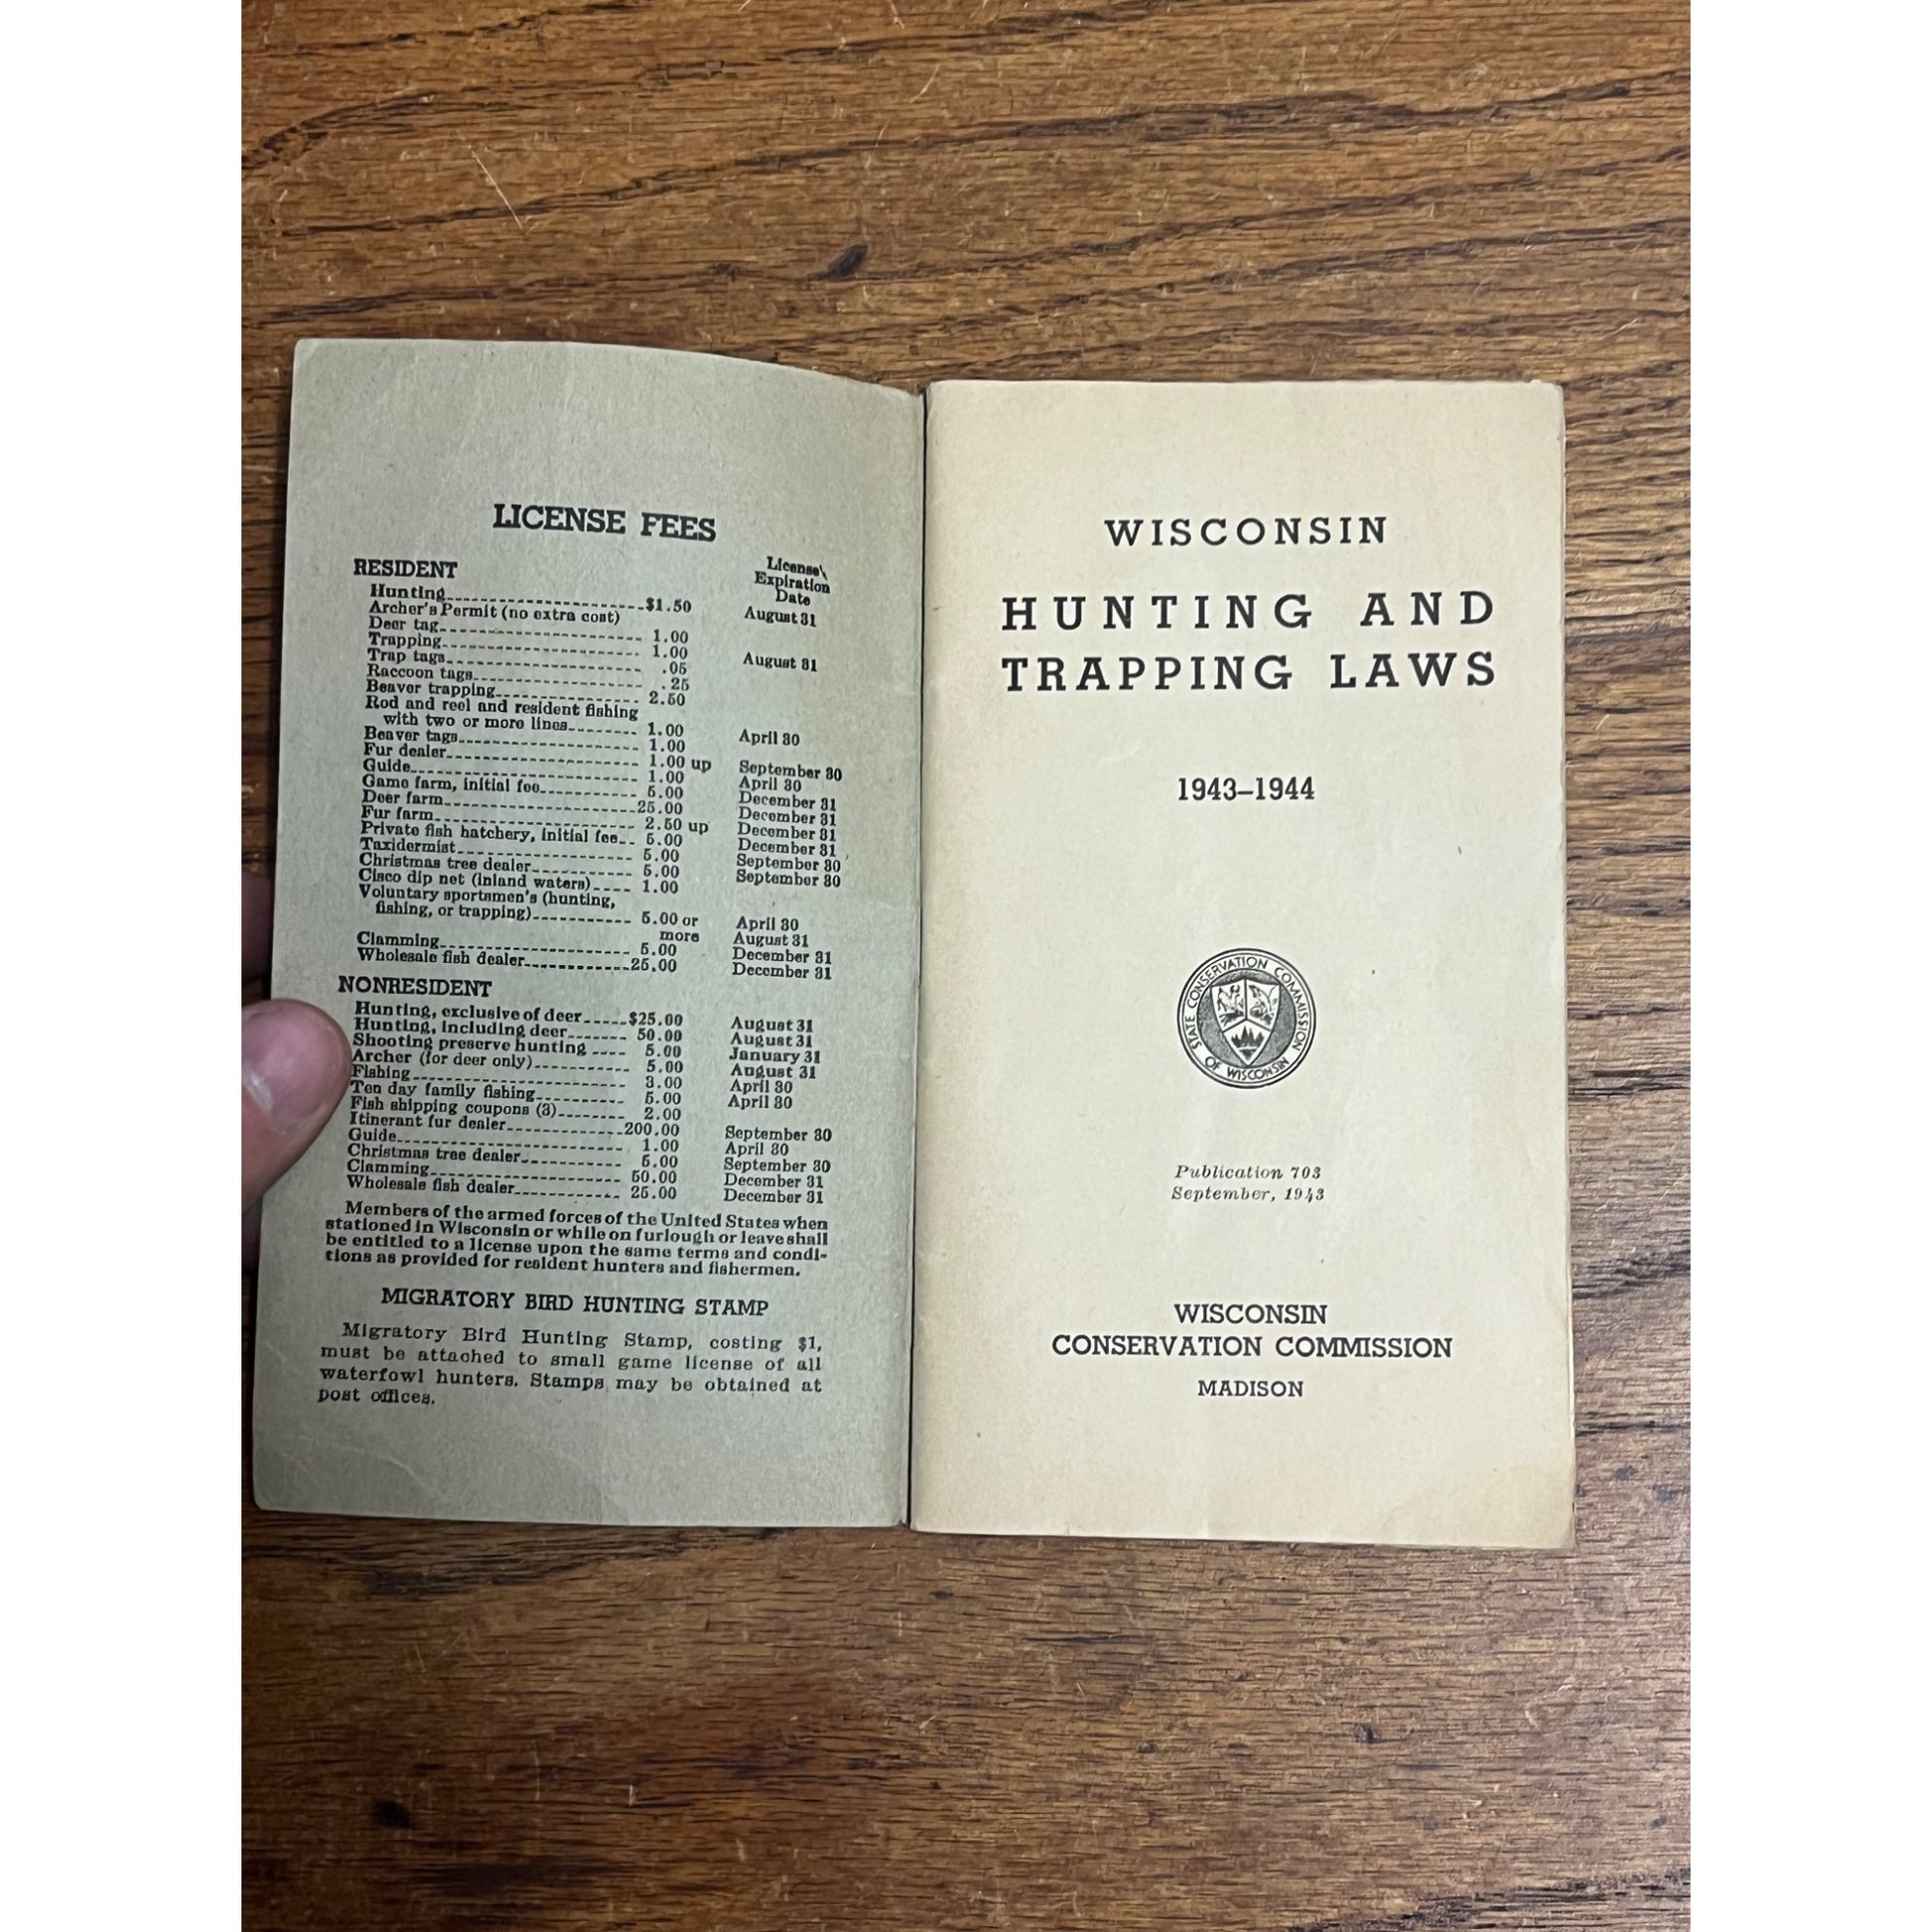 LICENSE FEES
License
Expiration
Date
RESIDENT
Hunting $1.50 August 31
Archer's Permit (no extra cost)
Deer tag 1.00
Trapping 1.00 August 31
Trap tags .05
Raccoon tags .25
Beaver trapping 2.50
Rod and reel and resident fishing
with two or more lines 1.00 April 30
Beaver tags 1.00
Fur dealer 1.00 up September 30
Guide 1.00 April 30
Game farm, initial fee 5.00 December 31
Deer farm 25.00 December 31
Fur farm 2.50 up December 31
Private fish hatchery, initial fee 5.00 December 31
Taxidermist 5.00 September 30
Christmas tree dealer 5.00 September 30
Cisco dip net (inland waters) 1.00
Voluntary sportsmen's (hunting,
fishing, or trapping) 5.00 or April 30
more August 31
Clamming 5.00 December 31
Wholesale fish dealer 25.00 December 31
NONRESIDENT
Hunting, exclusive of deer $25.00 August 31
Hunting, including deer 50.00 August 31
Shooting preserve hunting 5.00 January 31
Archer (for deer only) 5.00 August 31
Fishing 3.00 April 30
Ten day family fishing 5.00 April 30
Fish shipping coupons (3) 2.00
Itinerant fur dealer 200.00 September 30
Guide 1.00 April 30
Christmas tree dealer 5.00 September 30
Clamming 50.00 December 31
Wholesale fish dealer 25.00 December 31
Members of the armed forces of the United States when
stationed in Wisconsin or while on furlough or leave shall
be entitled to a license upon the same terms and condi-
tions as provided for resident hunters and fishermen.
MIGRATORY BIRD HUNTING STAMP
Migratory Bird Hunting Stamp, costing $1,
must be attached to small game license of all
waterfowl hunters. Stamps may be obtained at
post offices.
WISCONSIN
HUNTING AND
TRAPPING LAWS
1943–1944
STATE CONSERVATION COMMISSION
OF WISCONSIN
Publication 703
September, 1943
WISCONSIN
CONSERVATION COMMISSION
MADISON